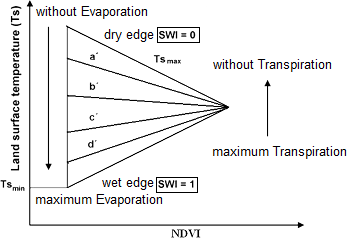 without Evaporation
dry edge SWI = 0
Ts max
a´
b´
c´
d´
without Transpiration
maximum Transpiration
Land surface temperature (Ts)
Ts min
wet edge SWI = 1
maximum Evaporation
NDVI